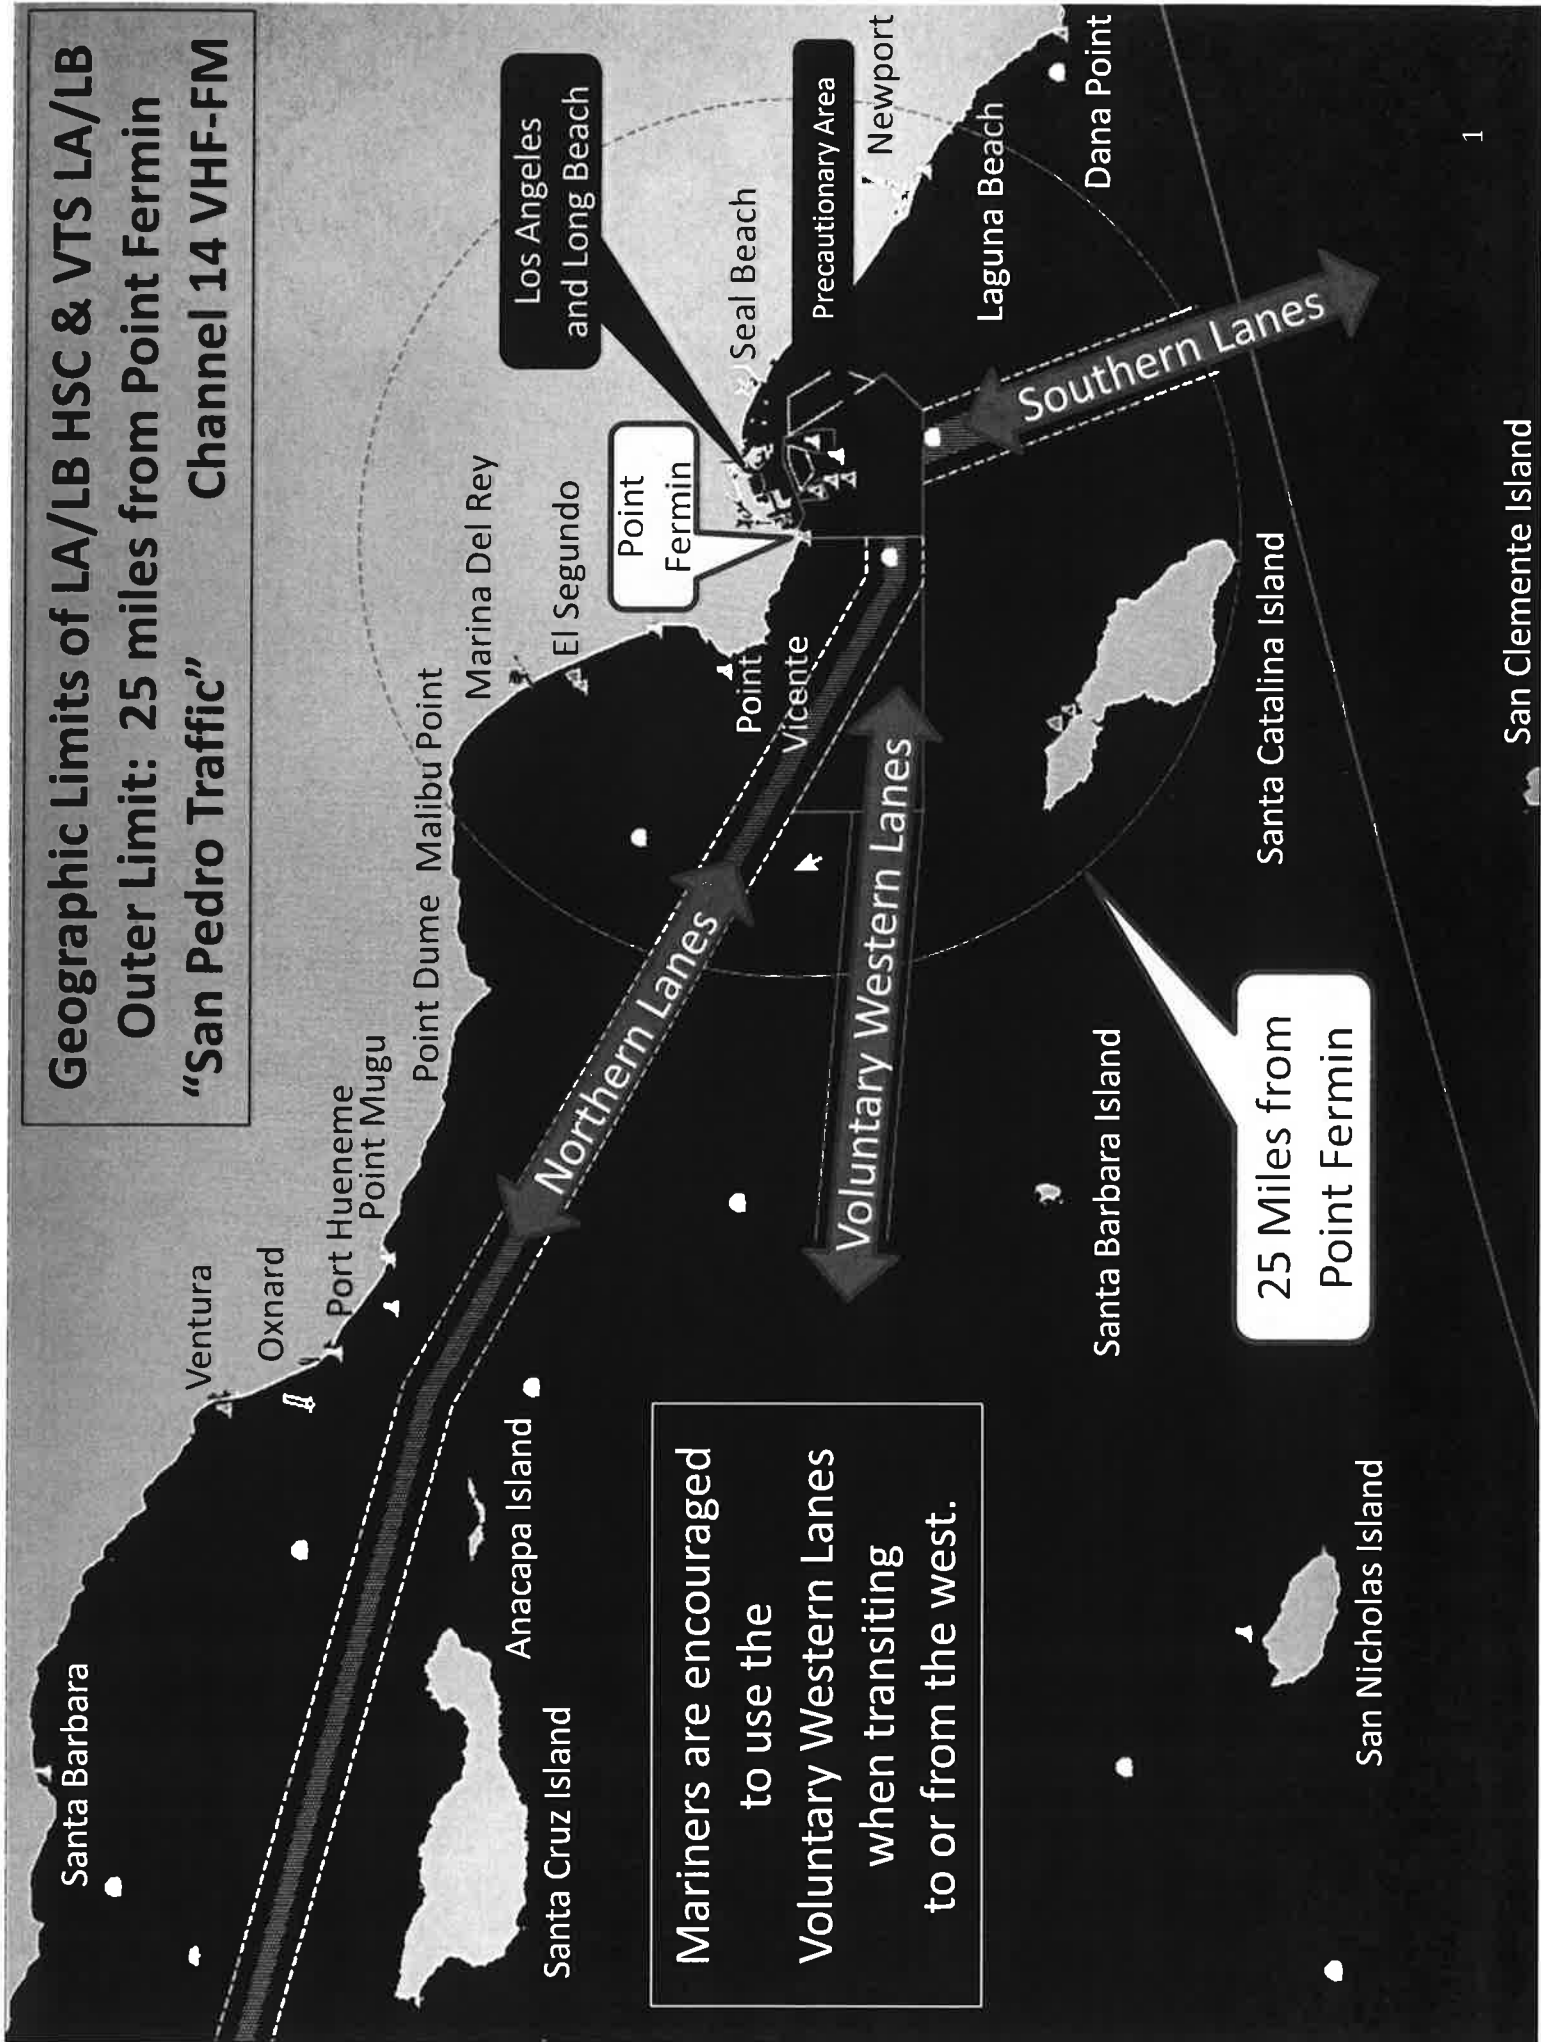 Geographic Limits of LA/LB HSC & VTS LA/LB
Outer Limit: 25 miles from Point Fermin
“San Pedro Traffic” Channel 14 VHF-FM
Santa Barbara
Ventura
Oxnard
Port Hueneme
Point Mugu
Point Dume
Malibu Point
Marina Del Rey
El Segundo
Point
Fermin
Los Angeles
and Long Beach
Seal Beach
Precautionary Area
Newport
Laguna Beach
Dana Point
Point
Vicente
Northern Lanes
Voluntary Western Lanes
Southern Lanes
Anacapa Island
Santa Cruz Island
Mariners are encouraged
to use the
Voluntary Western Lanes
when transiting
to or from the west.
Santa Barbara Island
25 Miles from
Point Fermin
Santa Catalina Island
San Nicholas Island
San Clemente Island
1